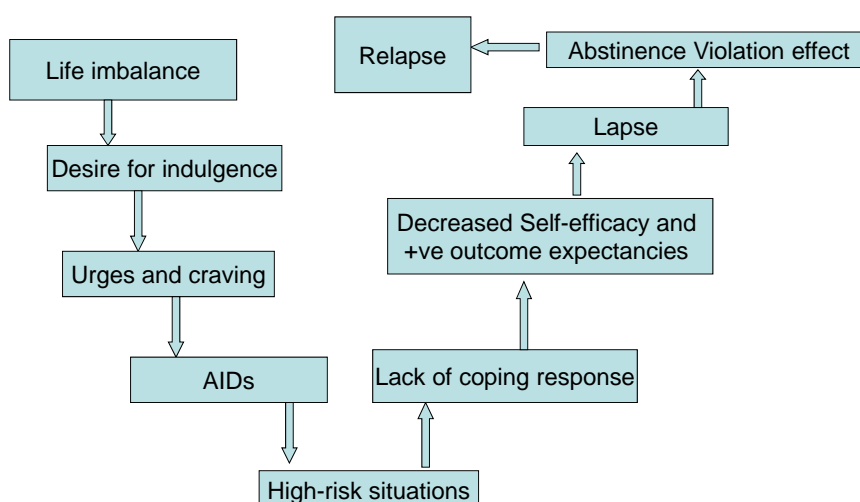 Life imbalance
Desire for indulgence
Urges and craving
AIDs
High-risk situations
Lack of coping response
Decreased Self-efficacy and
+ve outcome expectancies
Lapse
Abstinence Violation effect
Relapse